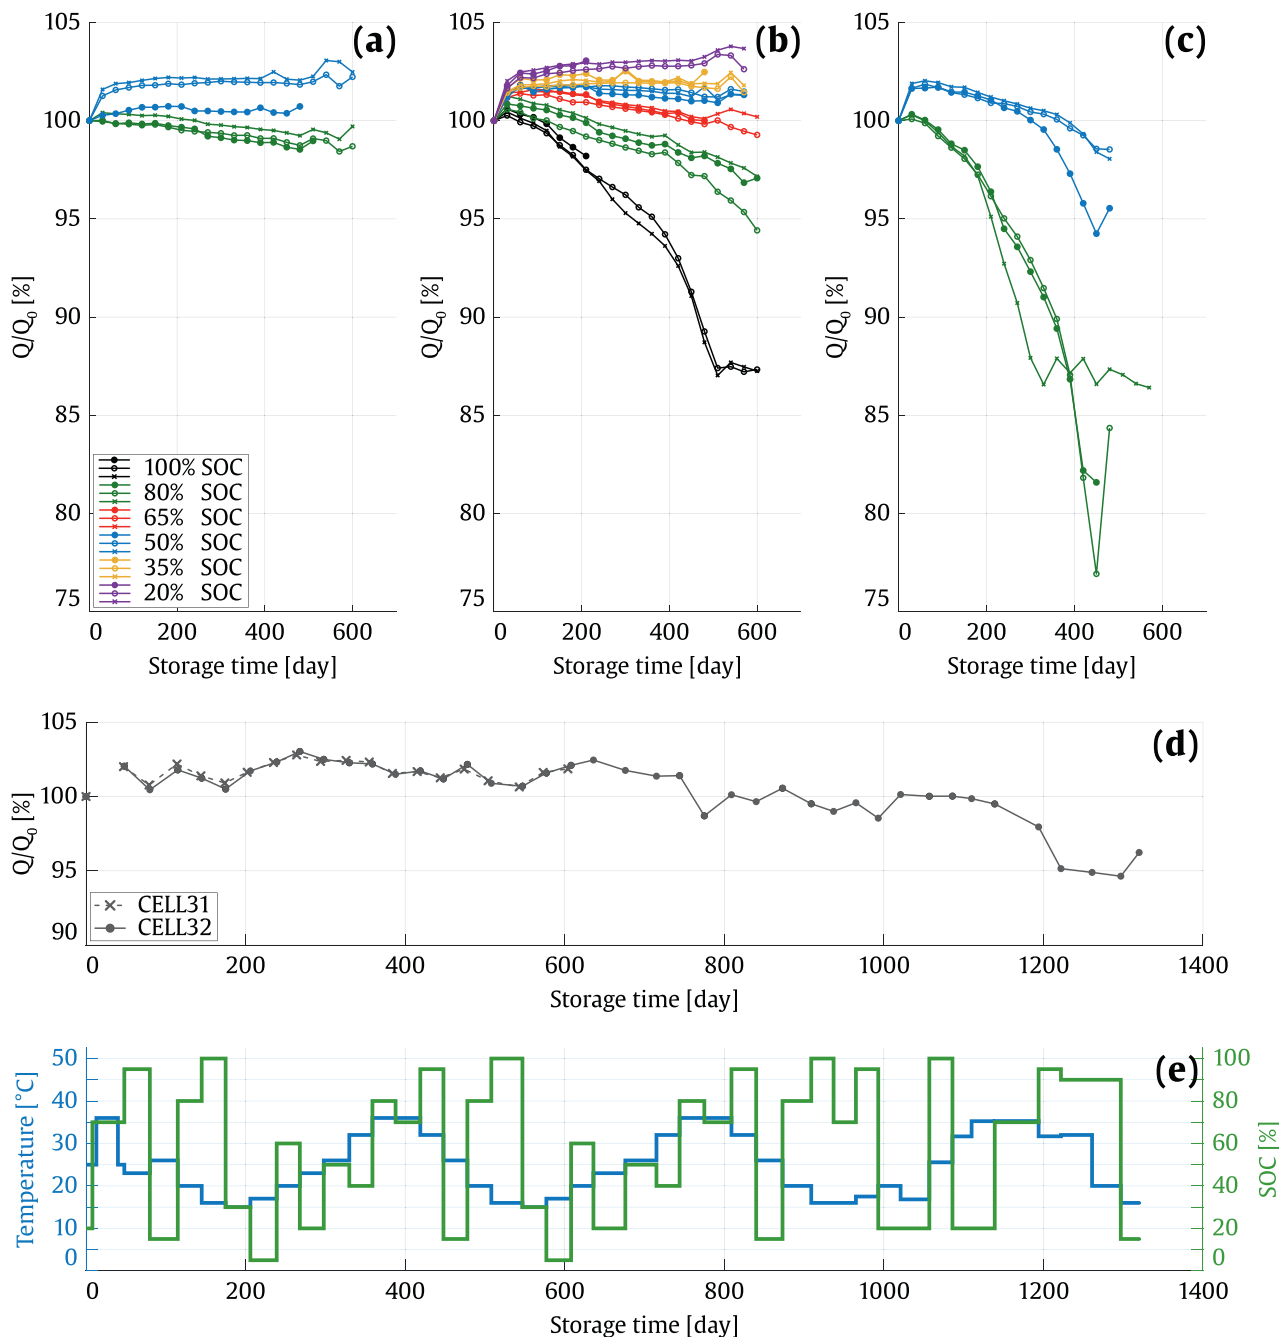 (a)
(b)
(c)
105
100
95
90
85
80
75
Q/Q0 [%]
100% SOC
80% SOC
65% SOC
50% SOC
35% SOC
20% SOC
0 200 400 600
Storage time [day]
105
100
95
90
85
80
75
Q/Q0 [%]
0 200 400 600
Storage time [day]
105
100
95
90
85
80
75
Q/Q0 [%]
0 200 400 600
Storage time [day]
(d)
105
100
95
90
Q/Q0 [%]
CELL31
CELL32
0 200 400 600 800 1000 1200 1400
Storage time [day]
(e)
50
40
30
20
10
0
Temperature [°C]
100
80
60
40
20
0
SOC [%]
0 200 400 600 800 1000 1200 1400
Storage time [day]